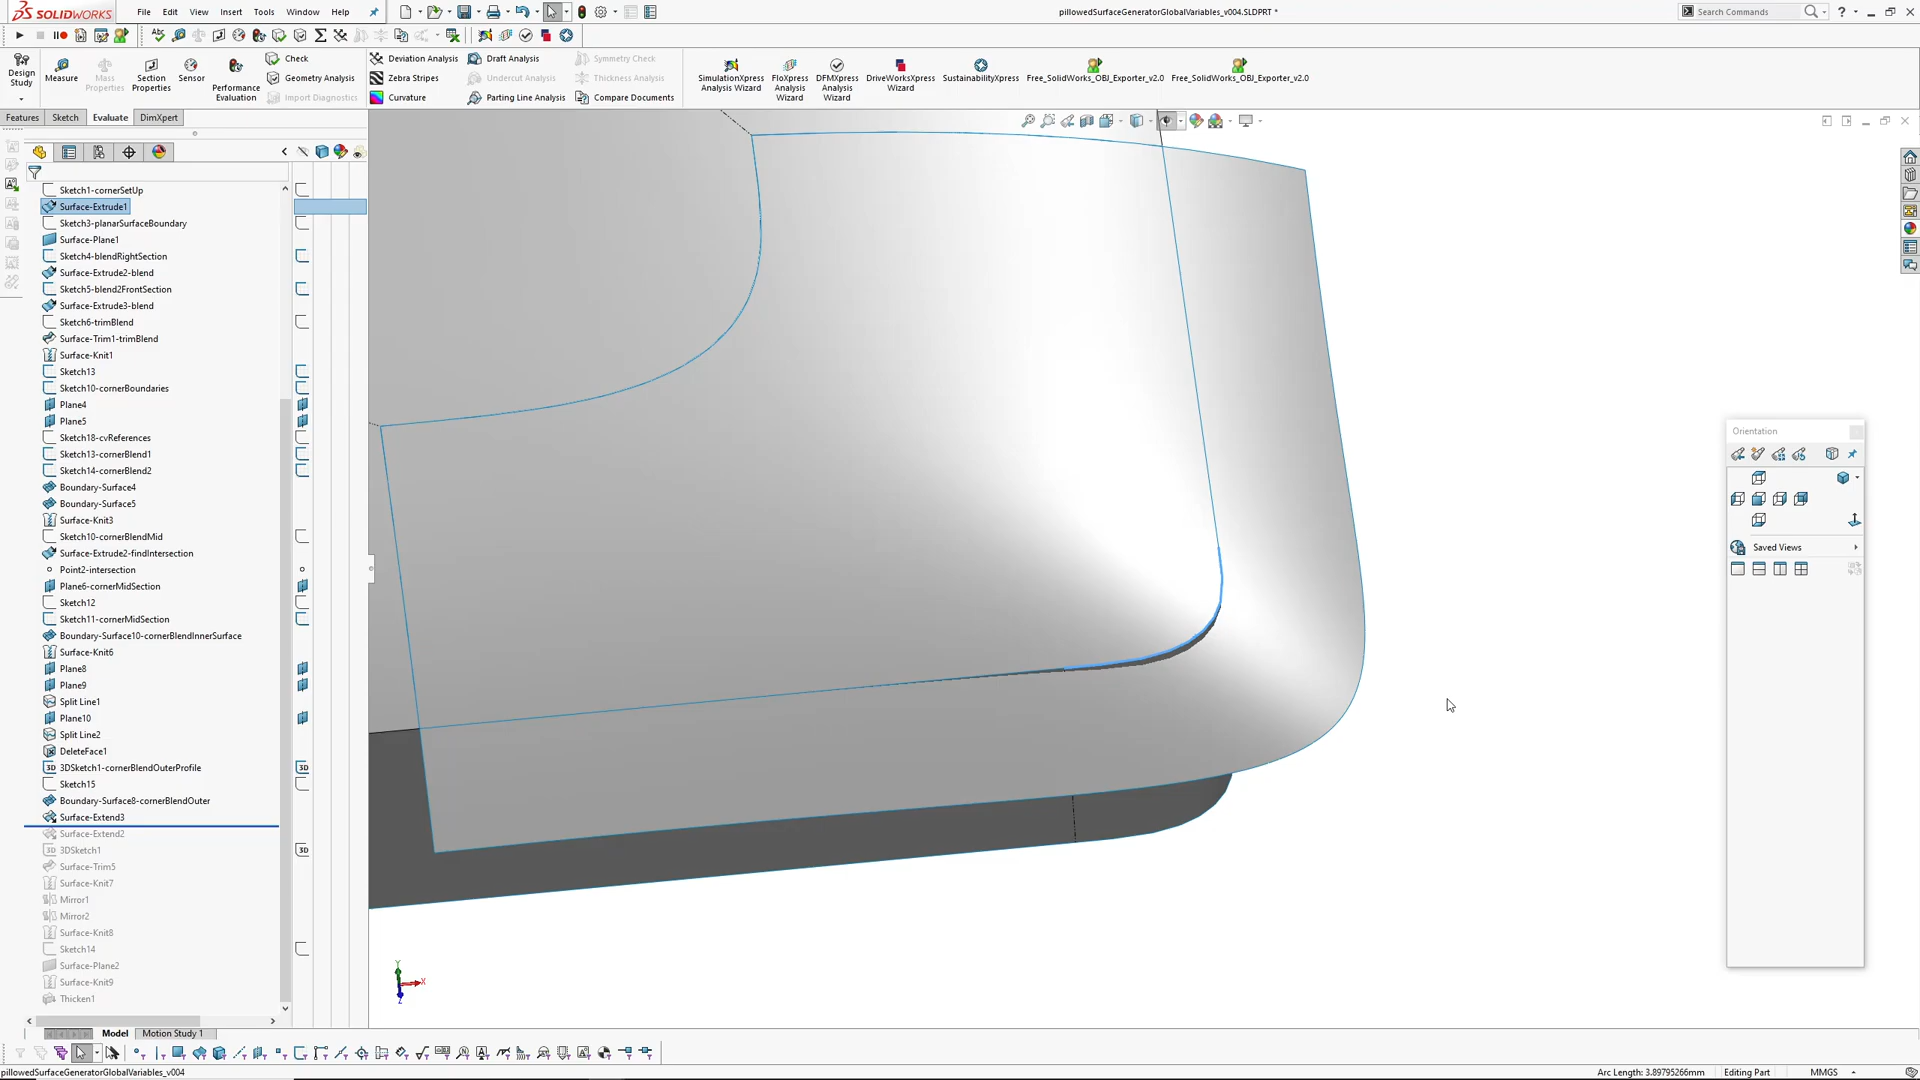 SOLIDWORKS
File
Edit
View
Insert
Tools
Window
Help
pillowedSurfaceGeneratorGlobalVariables_v004.SLDPRT *
Search Commands
Design Study
Measure
Mass Properties
Section Properties
Sensor
Performance Evaluation
Check
Geometry Analysis
Import Diagnostics
Deviation Analysis
Zebra Stripes
Curvature
Draft Analysis
Undercut Analysis
Parting Line Analysis
Symmetry Check
Thickness Analysis
Compare Documents
SimulationXpress Analysis Wizard
FloXpress Analysis Wizard
DFMXpress Analysis Wizard
DriveWorksXpress Wizard
SustainabilityXpress
Free_SolidWorks_OBJ_Exporter_v2.0
Free_SolidWorks_OBJ_Exporter_v2.0
Features
Sketch
Evaluate
DimXpert
Sketch1-cornerSetUp
Surface-Extrude1
Sketch3-planarSurfaceBoundary
Surface-Plane1
Sketch4-blendRightSection
Surface-Extrude2-blend
Sketch5-blend2FrontSection
Surface-Extrude3-blend
Sketch6-trimBlend
Surface-Trim1-trimBlend
Surface-Knit1
Sketch13
Sketch10-cornerBoundaries
Plane4
Plane5
Sketch18-cvReferences
Sketch13-cornerBlend1
Sketch14-cornerBlend2
Boundary-Surface4
Boundary-Surface5
Surface-Knit3
Sketch10-cornerBlendMid
Surface-Extrude2-findIntersection
Point2-intersection
Plane6-cornerMidSection
Sketch12
Sketch11-cornerMidSection
Boundary-Surface10-cornerBlendInnerSurface
Surface-Knit6
Plane8
Plane9
Split Line1
Plane10
Split Line2
DeleteFace1
3DSketch1-cornerBlendOuterProfile
Sketch15
Boundary-Surface8-cornerBlendOuter
Surface-Extend3
Surface-Extend2
3DSketch1
Surface-Trim5
Surface-Knit7
Mirror1
Mirror2
Surface-Knit8
Sketch14
Surface-Plane2
Surface-Knit9
Thicken1
Orientation
Saved Views
Y
X
Z
Model
Motion Study 1
pillowedSurfaceGeneratorGlobalVariables_v004
Arc Length: 3.89795266mm
Editing Part
MMGS